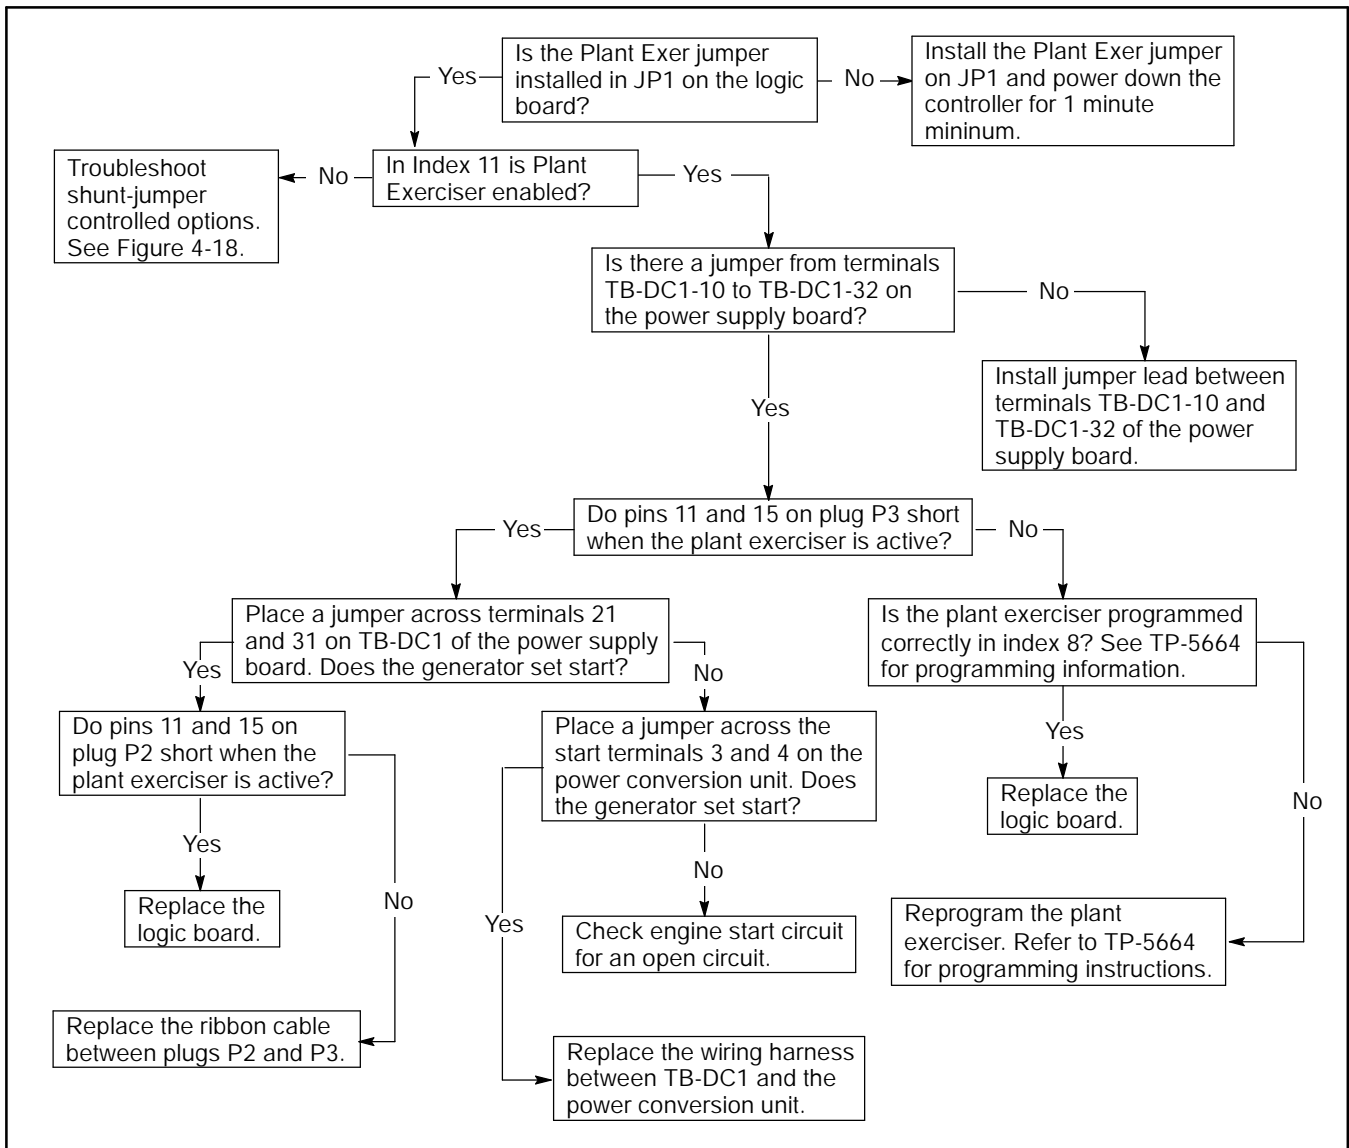 Is the Plant Exer jumper
installed in JP1 on the logic
board?
Yes
No
Install the Plant Exer jumper
on JP1 and power down the
controller for 1 minute
mininum.
In Index 11 is Plant
Exerciser enabled?
No
Yes
Troubleshoot
shunt-jumper
controlled options.
See Figure 4-18.
Is there a jumper from terminals
TB-DC1-10 to TB-DC1-32 on
the power supply board?
No
Install jumper lead between
terminals TB-DC1-10 and
TB-DC1-32 of the power
supply board.
Yes
Do pins 11 and 15 on plug P3 short
when the plant exerciser is active?
Yes
No
Place a jumper across terminals 21
and 31 on TB-DC1 of the power supply
board. Does the generator set start?
Is the plant exerciser programmed
correctly in index 8? See TP-5664
for programming information.
Yes
No
Do pins 11 and 15 on
plug P2 short when the
plant exerciser is active?
Place a jumper across the
start terminals 3 and 4 on the
power conversion unit. Does
the generator set start?
Yes
Replace the
logic board.
No
Yes
Replace the
logic board.
No
No
Yes
Check engine start circuit
for an open circuit.
Reprogram the plant
exerciser. Refer to TP-5664
for programming instructions.
Replace the ribbon cable
between plugs P2 and P3.
Replace the wiring harness
between TB-DC1 and the
power conversion unit.